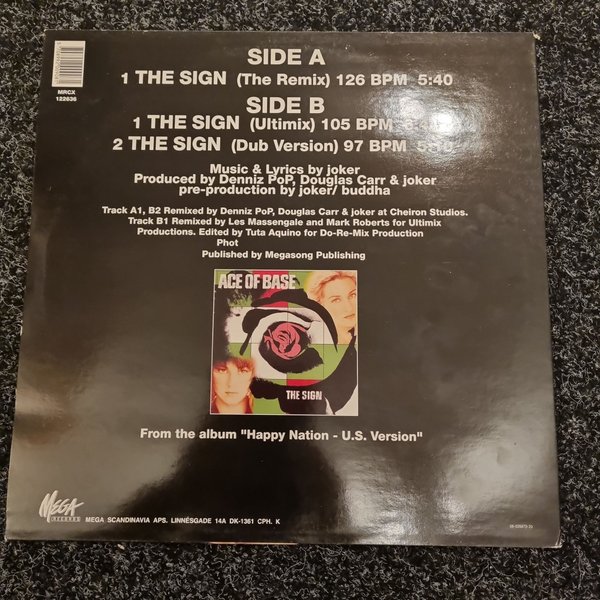 MRCX
122636
SIDE A
1 THE SIGN (The Remix) 126 BPM 5:40
SIDE B
1 THE SIGN (Ultimix) 105 BPM
2 THE SIGN (Dub Version) 97 BPM
Music & Lyrics by joker
Produced by Denniz PoP, Douglas Carr & joker
pre-production by joker/ buddha
Track A1, B2 Remixed by Denniz PoP, Douglas Carr & joker at Cheiron Studios.
Track B1 Remixed by Les Massengale and Mark Roberts for Ultimix
Productions. Edited by Tuta Aquino for Do-Re-Mix Production
Phot
Published by Megasong Publishing
ACE OF BASE
THE SIGN
From the album "Happy Nation - U.S. Version"
MEGA
RECORDS
MEGA SCANDINAVIA APS. LINNÉSGADE 14A DK-1361 CPH. K